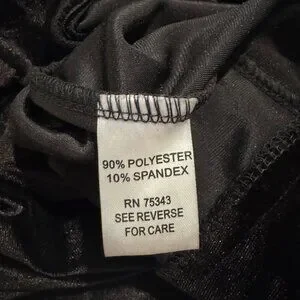 90% POLYESTER
10% SPANDEX
RN 75343
SEE REVERSE
FOR CARE